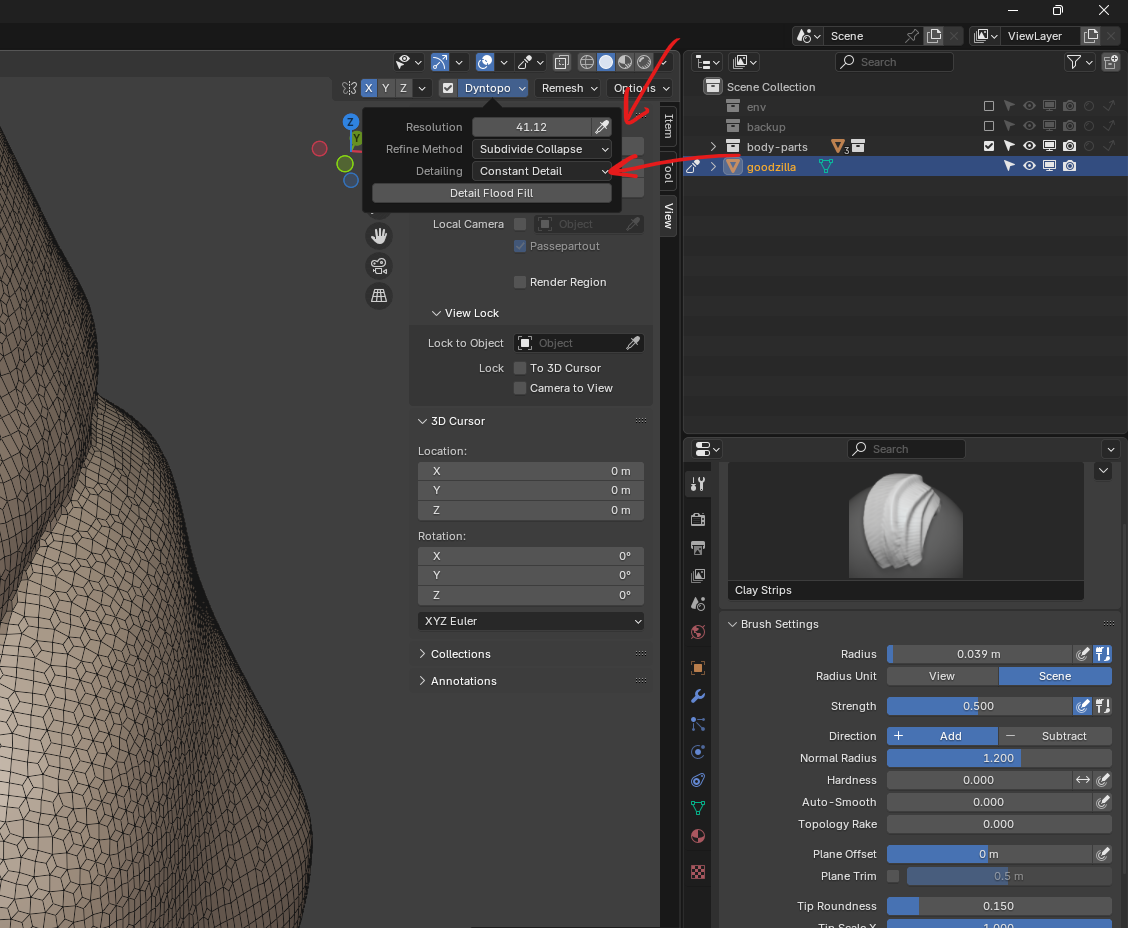 Scene
ViewLayer
X Y Z Dyntopo Remesh Options
Search
Scene Collection
env
backup
body-parts 3
goodzilla
Z
Y
Resolution 41.12
Refine Method Subdivide Collapse
Detailing Constant Detail
Detail Flood Fill
Item
View
Local Camera Object
Passepartout
Render Region
View Lock
Lock to Object Object
Lock To 3D Cursor
Camera to View
3D Cursor
Location:
X 0 m
Y 0 m
Z 0 m
Rotation:
X 0°
Y 0°
Z 0°
XYZ Euler
Collections
Annotations
Search
Clay Strips
Brush Settings
Radius 0.039 m
Radius Unit View Scene
Strength 0.500
Direction + Add − Subtract
Normal Radius 1.200
Hardness 0.000
Auto-Smooth 0.000
Topology Rake 0.000
Plane Offset 0 m
Plane Trim 0.5 m
Tip Roundness 0.150
Tip Scale X 1.000